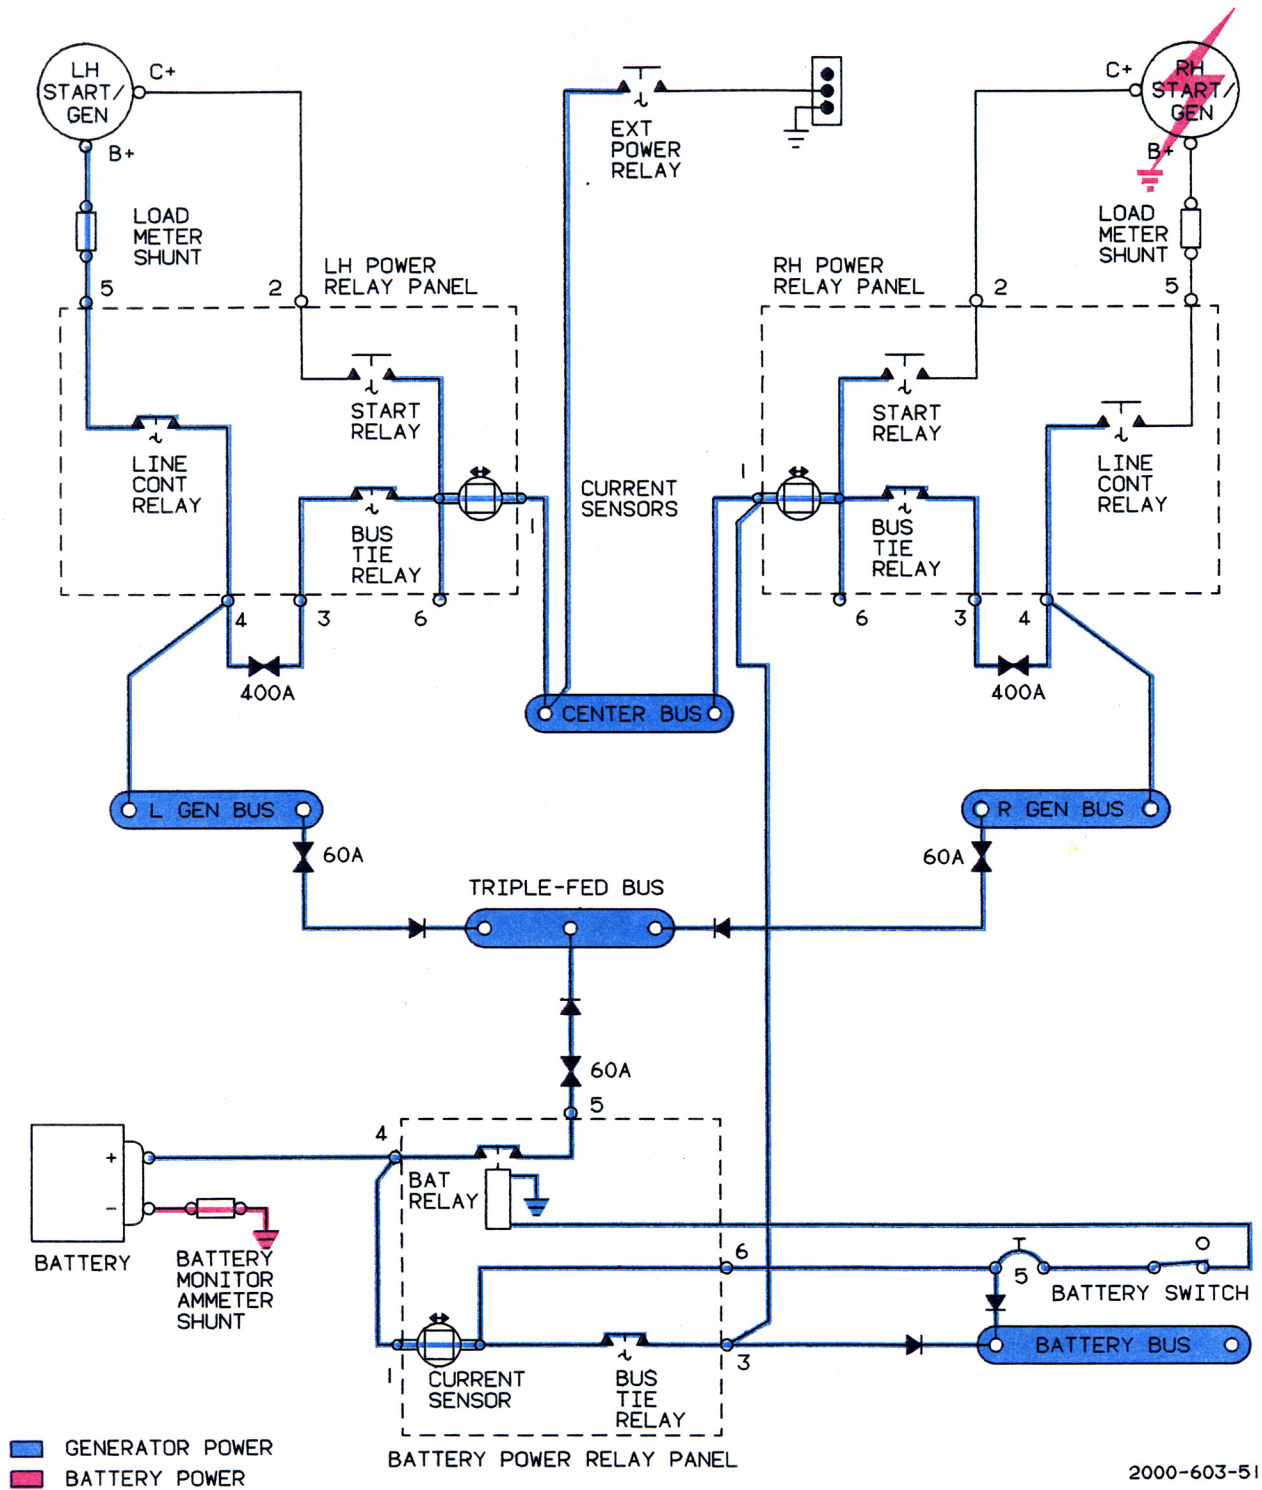 LH
START/
GEN
C+
B+
EXT
POWER
RELAY
C+
RH
START/
GEN
B+
LOAD
METER
SHUNT
LOAD
METER
SHUNT
5
2
LH POWER
RELAY PANEL
RH POWER
RELAY PANEL
2
5
START
RELAY
START
RELAY
LINE
CONT
RELAY
BUS
TIE
RELAY
1
CURRENT
SENSORS
1
BUS
TIE
RELAY
LINE
CONT
RELAY
4
3
6
6
3
4
400A
400A
CENTER BUS
L GEN BUS
R GEN BUS
60A
60A
TRIPLE-FED BUS
60A
5
4
+
-
BAT
RELAY
BATTERY
BATTERY
MONITOR
AMMETER
SHUNT
6
5
BATTERY SWITCH
BATTERY BUS
1
3
CURRENT
SENSOR
BUS
TIE
RELAY
BATTERY POWER RELAY PANEL
GENERATOR POWER
BATTERY POWER
2000-603-51